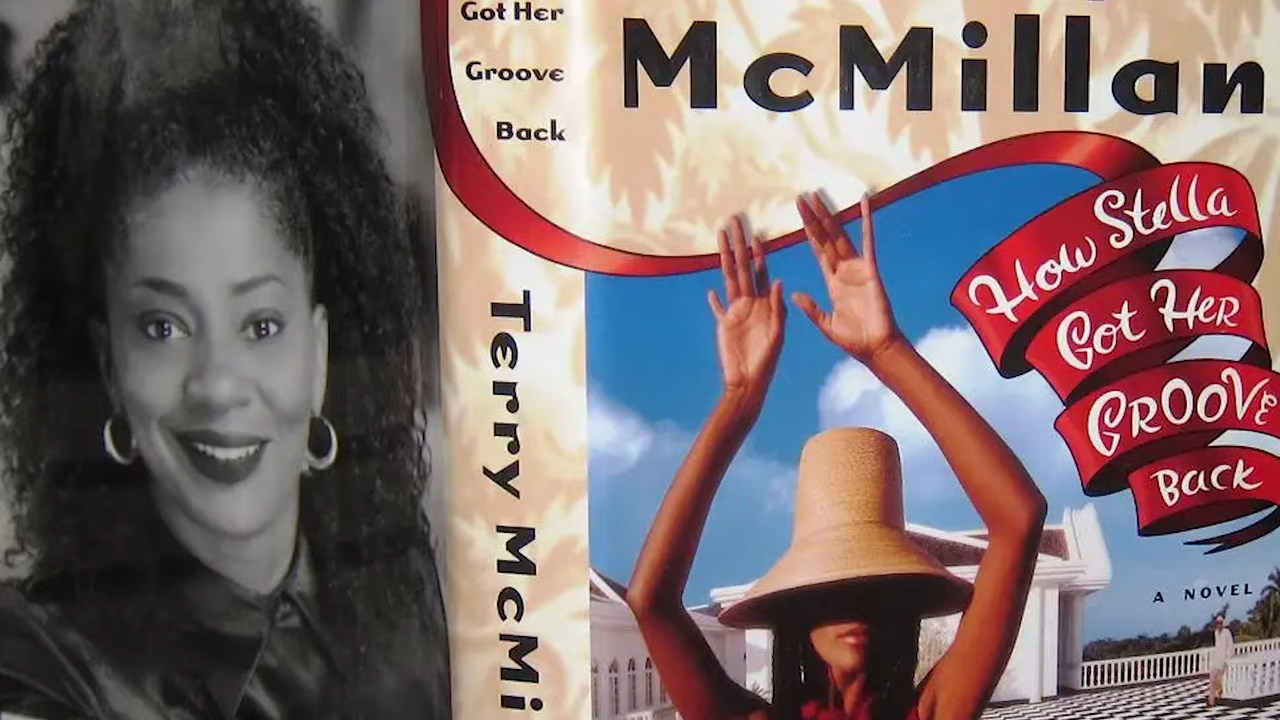 Got Her
Groove
Back
Terry McMi
McMillan
How Stella
Got Her
Groove
Back
A NOVEL